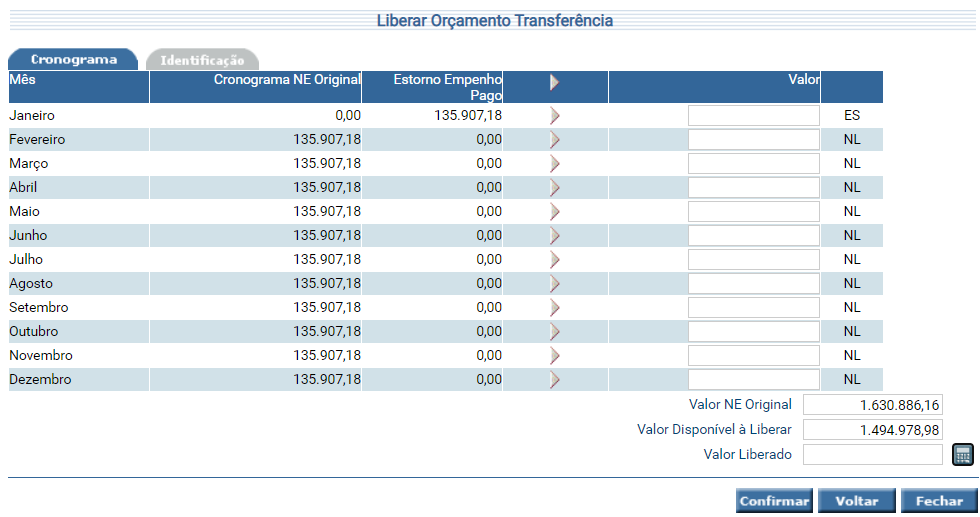 Liberar Orçamento Transferência
Cronograma Identificação
Mês Cronograma NE Original Estorno Empenho Pago Valor
Janeiro 0,00 135.907,18 ES
Fevereiro 135.907,18 0,00 NL
Março 135.907,18 0,00 NL
Abril 135.907,18 0,00 NL
Maio 135.907,18 0,00 NL
Junho 135.907,18 0,00 NL
Julho 135.907,18 0,00 NL
Agosto 135.907,18 0,00 NL
Setembro 135.907,18 0,00 NL
Outubro 135.907,18 0,00 NL
Novembro 135.907,18 0,00 NL
Dezembro 135.907,18 0,00 NL
Valor NE Original 1.630.886,16
Valor Disponível à Liberar 1.494.978,98
Valor Liberado
Confirmar Voltar Fechar